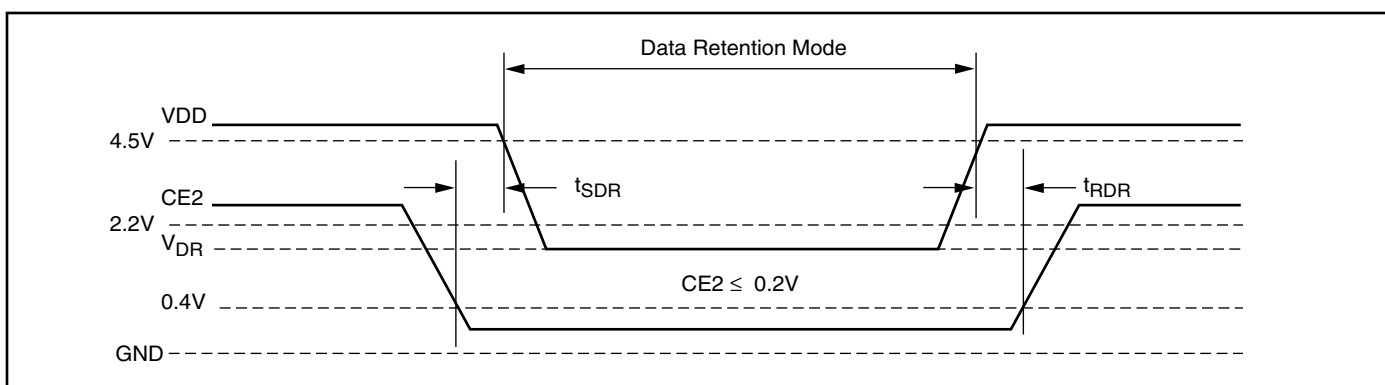 Data Retention Mode
VDD
4.5V
tSDR
tRDR
CE2
2.2V
VDR
CE2 ≤ 0.2V
0.4V
GND